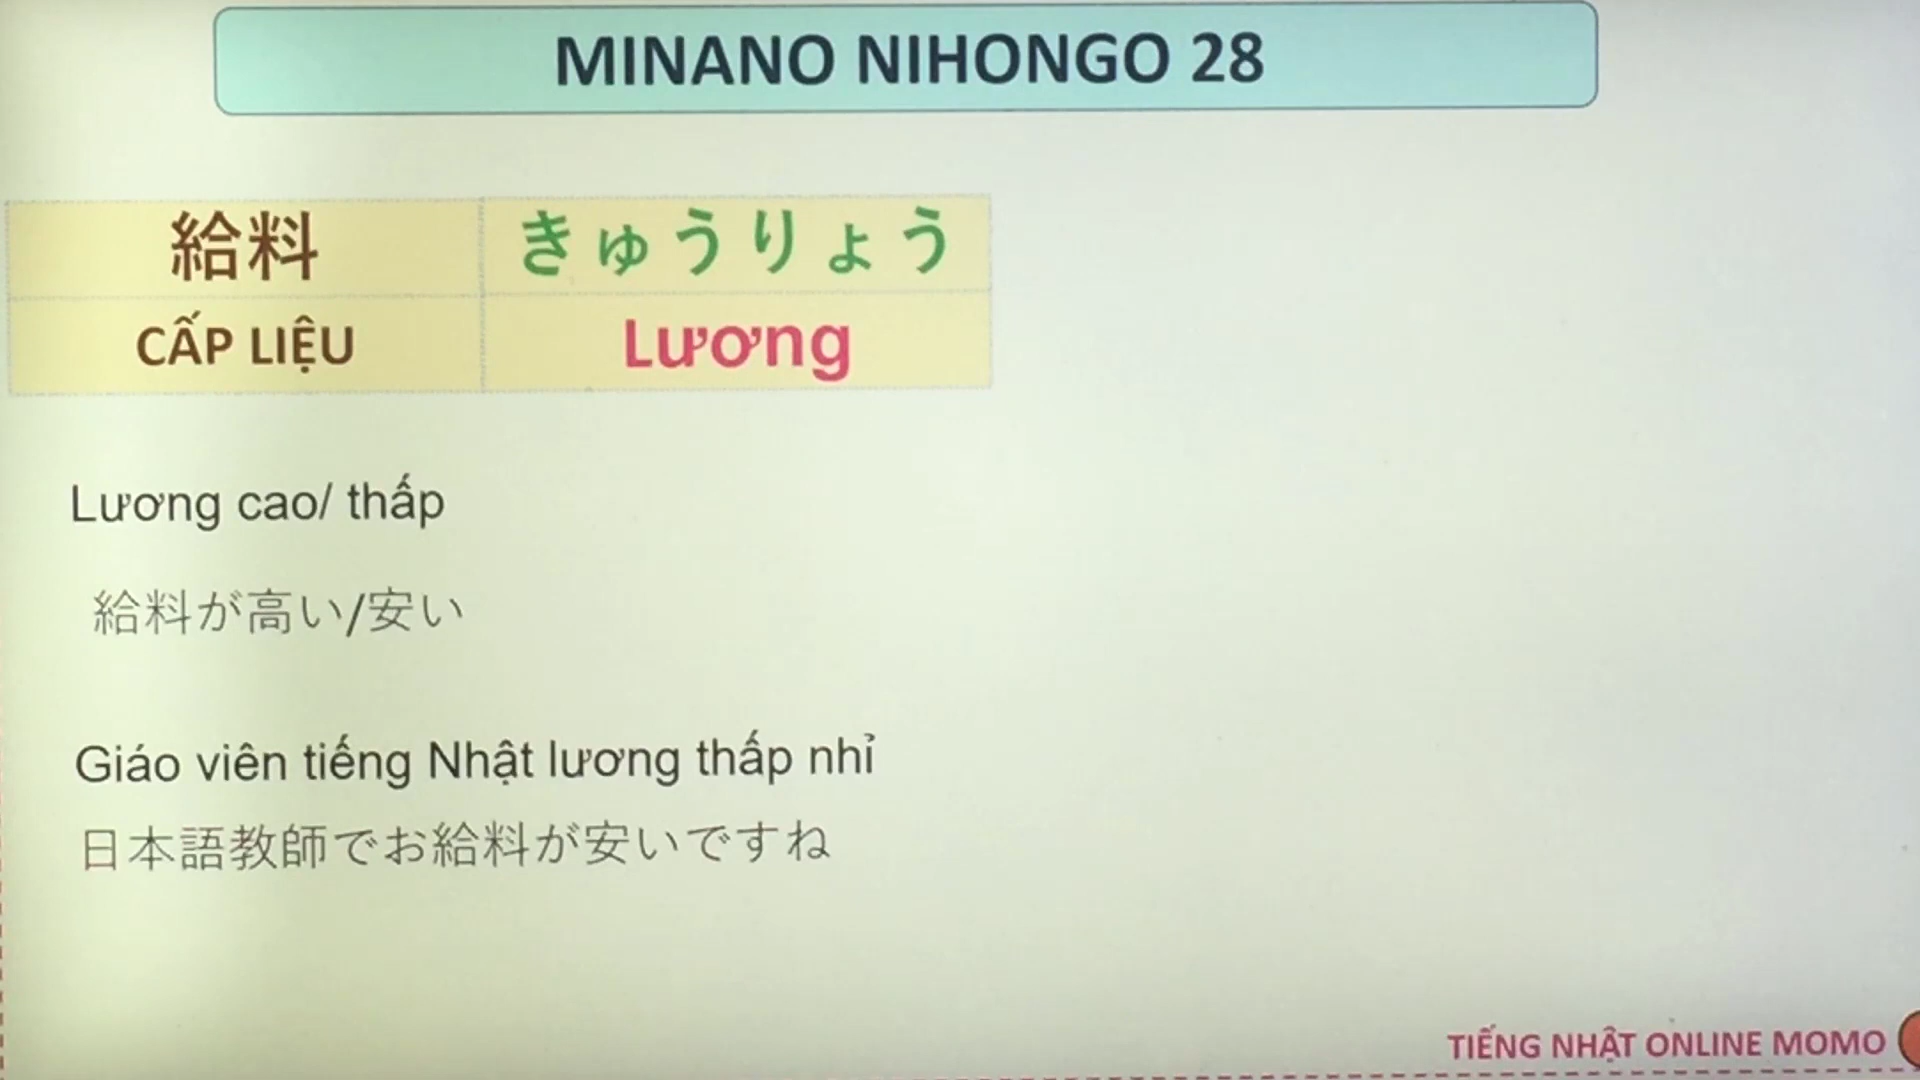 MINANO NIHONGO 28
給料 きゅうりょう
CẤP LIỆU Lương
Lương cao/ thấp
給料が高い/安い
Giáo viên tiếng Nhật lương thấp nhỉ
日本語教師でお給料が安いですね
TIẾNG NHẬT ONLINE MOMO